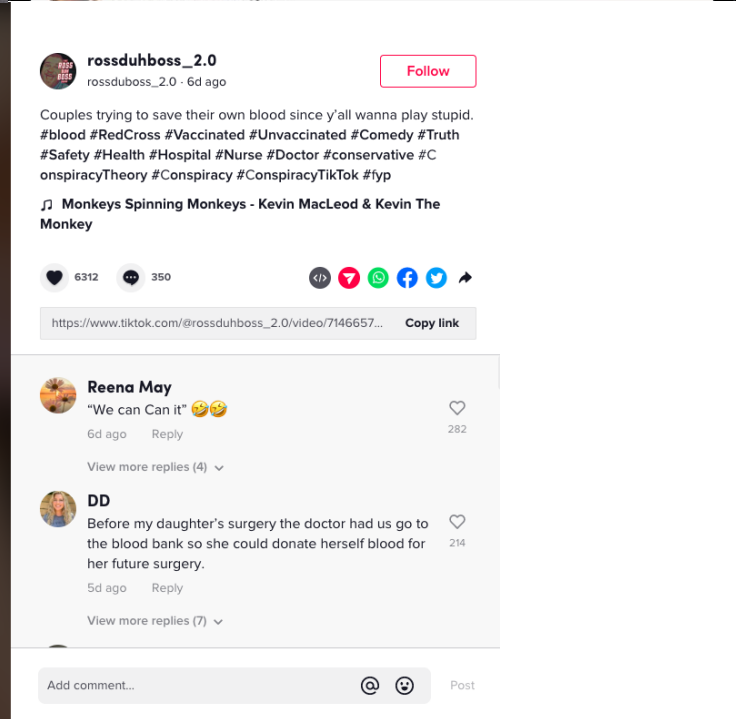 rossduhboss_2.0
rossduboss_2.0 · 6d ago
Follow
Couples trying to save their own blood since y'all wanna play stupid.
#blood #RedCross #Vaccinated #Unvaccinated #Comedy #Truth
#Safety #Health #Hospital #Nurse #Doctor #conservative #C
onspiracyTheory #Conspiracy #ConspiracyTikTok #fyp
Monkeys Spinning Monkeys - Kevin MacLeod & Kevin The
Monkey
6312
350
https://www.tiktok.com/@rossduhboss_2.0/video/7146657...
Copy link
Reena May
“We can Can it” 🤣🤣
6d ago Reply
282
View more replies (4)
DD
Before my daughter's surgery the doctor had us go to
the blood bank so she could donate herself blood for
her future surgery.
214
5d ago Reply
View more replies (7)
Add comment...
Post